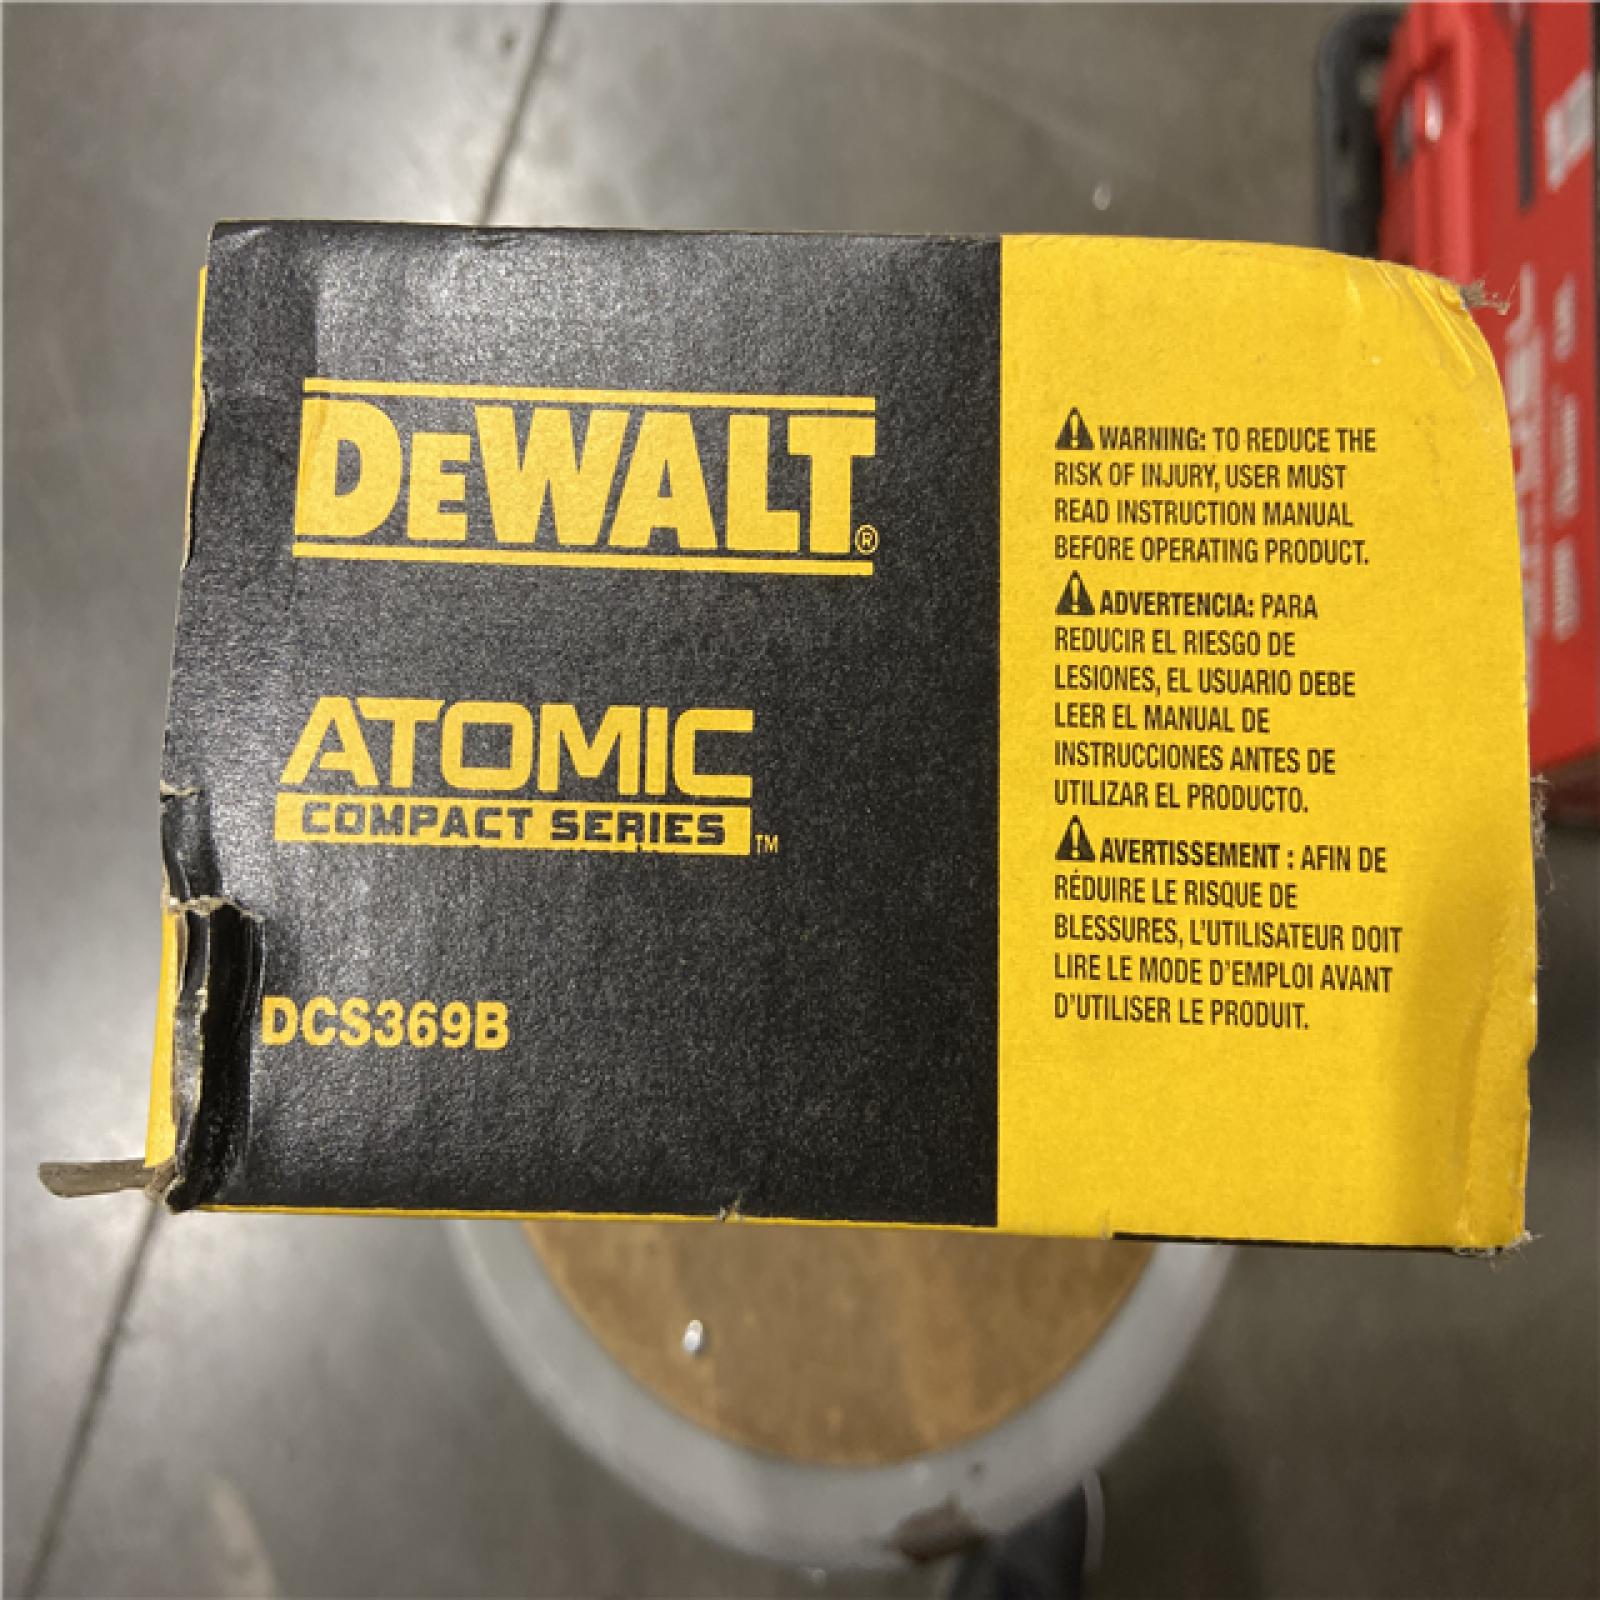 DEWALT®
ATOMIC
COMPACT SERIES™
DCS369B
WARNING: TO REDUCE THE
RISK OF INJURY, USER MUST
READ INSTRUCTION MANUAL
BEFORE OPERATING PRODUCT.
ADVERTENCIA: PARA
REDUCIR EL RIESGO DE
LESIONES, EL USUARIO DEBE
LEER EL MANUAL DE
INSTRUCCIONES ANTES DE
UTILIZAR EL PRODUCTO.
AVERTISSEMENT : AFIN DE
RÉDUIRE LE RISQUE DE
BLESSURES, L'UTILISATEUR DOIT
LIRE LE MODE D'EMPLOI AVANT
D'UTILISER LE PRODUIT.